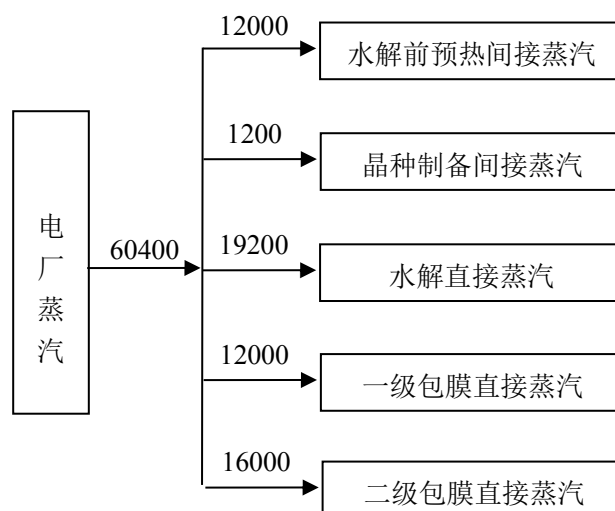 12000
水解前预热间接蒸汽
1200
晶种制备间接蒸汽
电
厂
蒸
汽
60400
19200
水解直接蒸汽
12000
一级包膜直接蒸汽
16000
二级包膜直接蒸汽